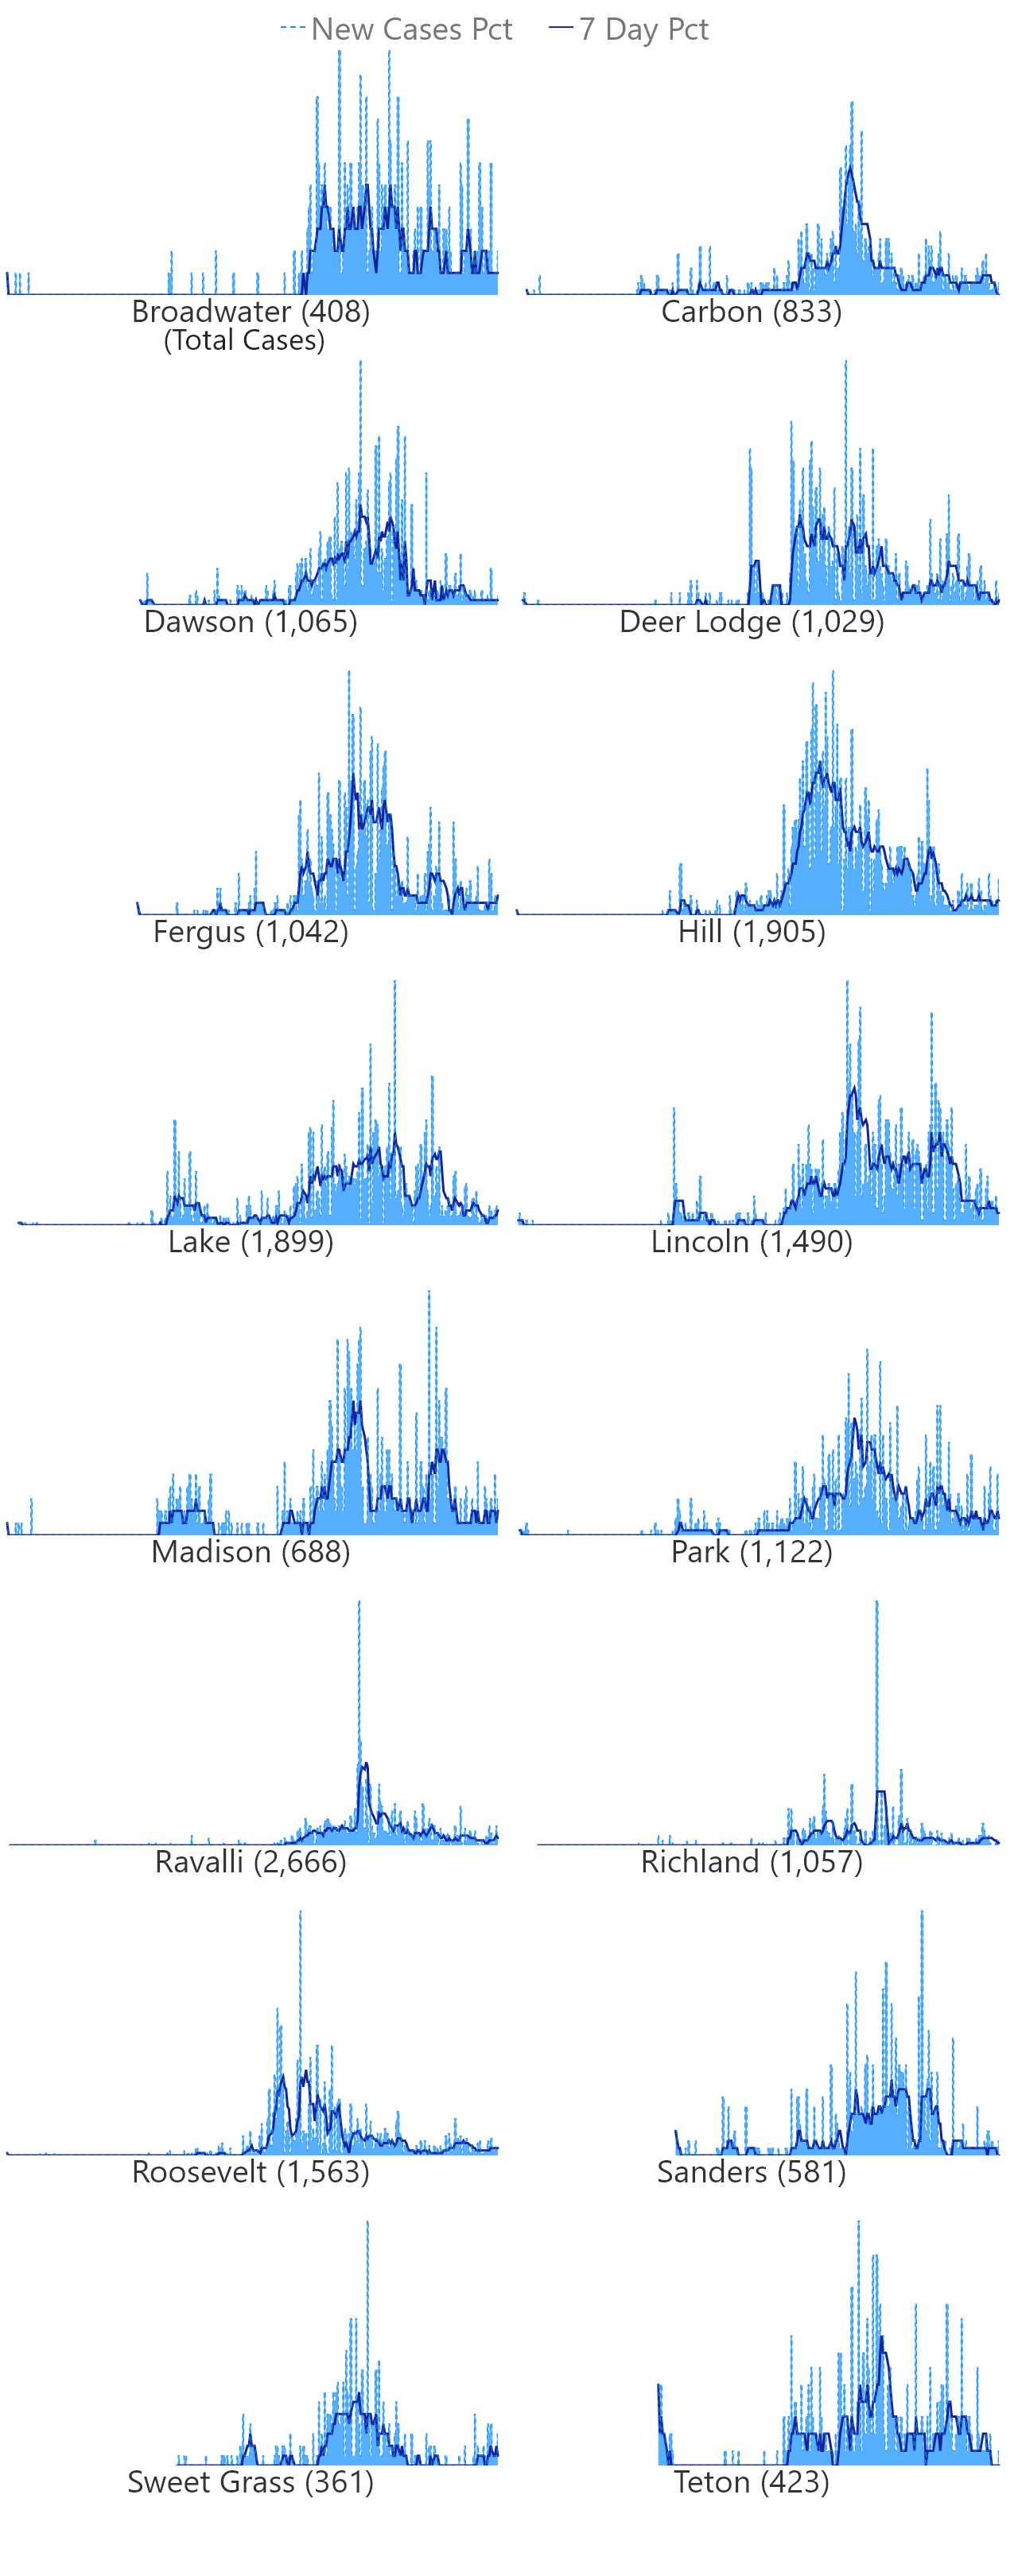 New Cases Pct 7 Day Pct
Broadwater (408) Carbon (833)
(Total Cases)
Dawson (1,065) Deer Lodge (1,029)
Fergus (1,042) Hill (1,905)
Lake (1,899) Lincoln (1,490)
Madison (688) Park (1,122)
Ravalli (2,666) Richland (1,057)
Roosevelt (1,563) Sanders (581)
Sweet Grass (361) Teton (423)